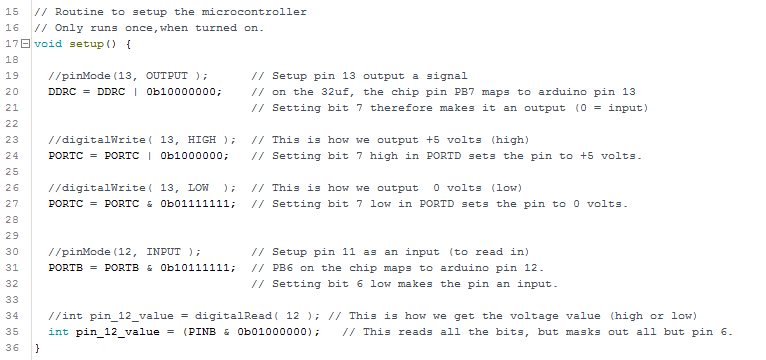 15 // Routine to setup the microcontroller
16 // Only runs once,when turned on.
17 void setup() {
18
19 //pinMode(13, OUTPUT ); // Setup pin 13 output a signal
20 DDRC = DDRC | 0b10000000; // on the 32uf, the chip pin PB7 maps to arduino pin 13
21 // Setting bit 7 therefore makes it an output (0 = input)
22
23 //digitalWrite( 13, HIGH ); // This is how we output +5 volts (high)
24 PORTC = PORTC | 0b1000000; // Setting bit 7 high in PORTD sets the pin to +5 volts.
25
26 //digitalWrite( 13, LOW ); // This is how we output 0 volts (low)
27 PORTC = PORTC & 0b01111111; // Setting bit 7 low in PORTD sets the pin to 0 volts.
28
29
30 //pinMode(12, INPUT ); // Setup pin 11 as an input (to read in)
31 PORTB = PORTB & 0b10111111; // PB6 on the chip maps to arduino pin 12.
32 // Setting bit 6 low makes the pin an input.
33
34 //int pin_12_value = digitalRead( 12 ); // This is how we get the voltage value (high or low)
35 int pin_12_value = (PINB & 0b01000000); // This reads all the bits, but masks out all but pin 6.
36 }